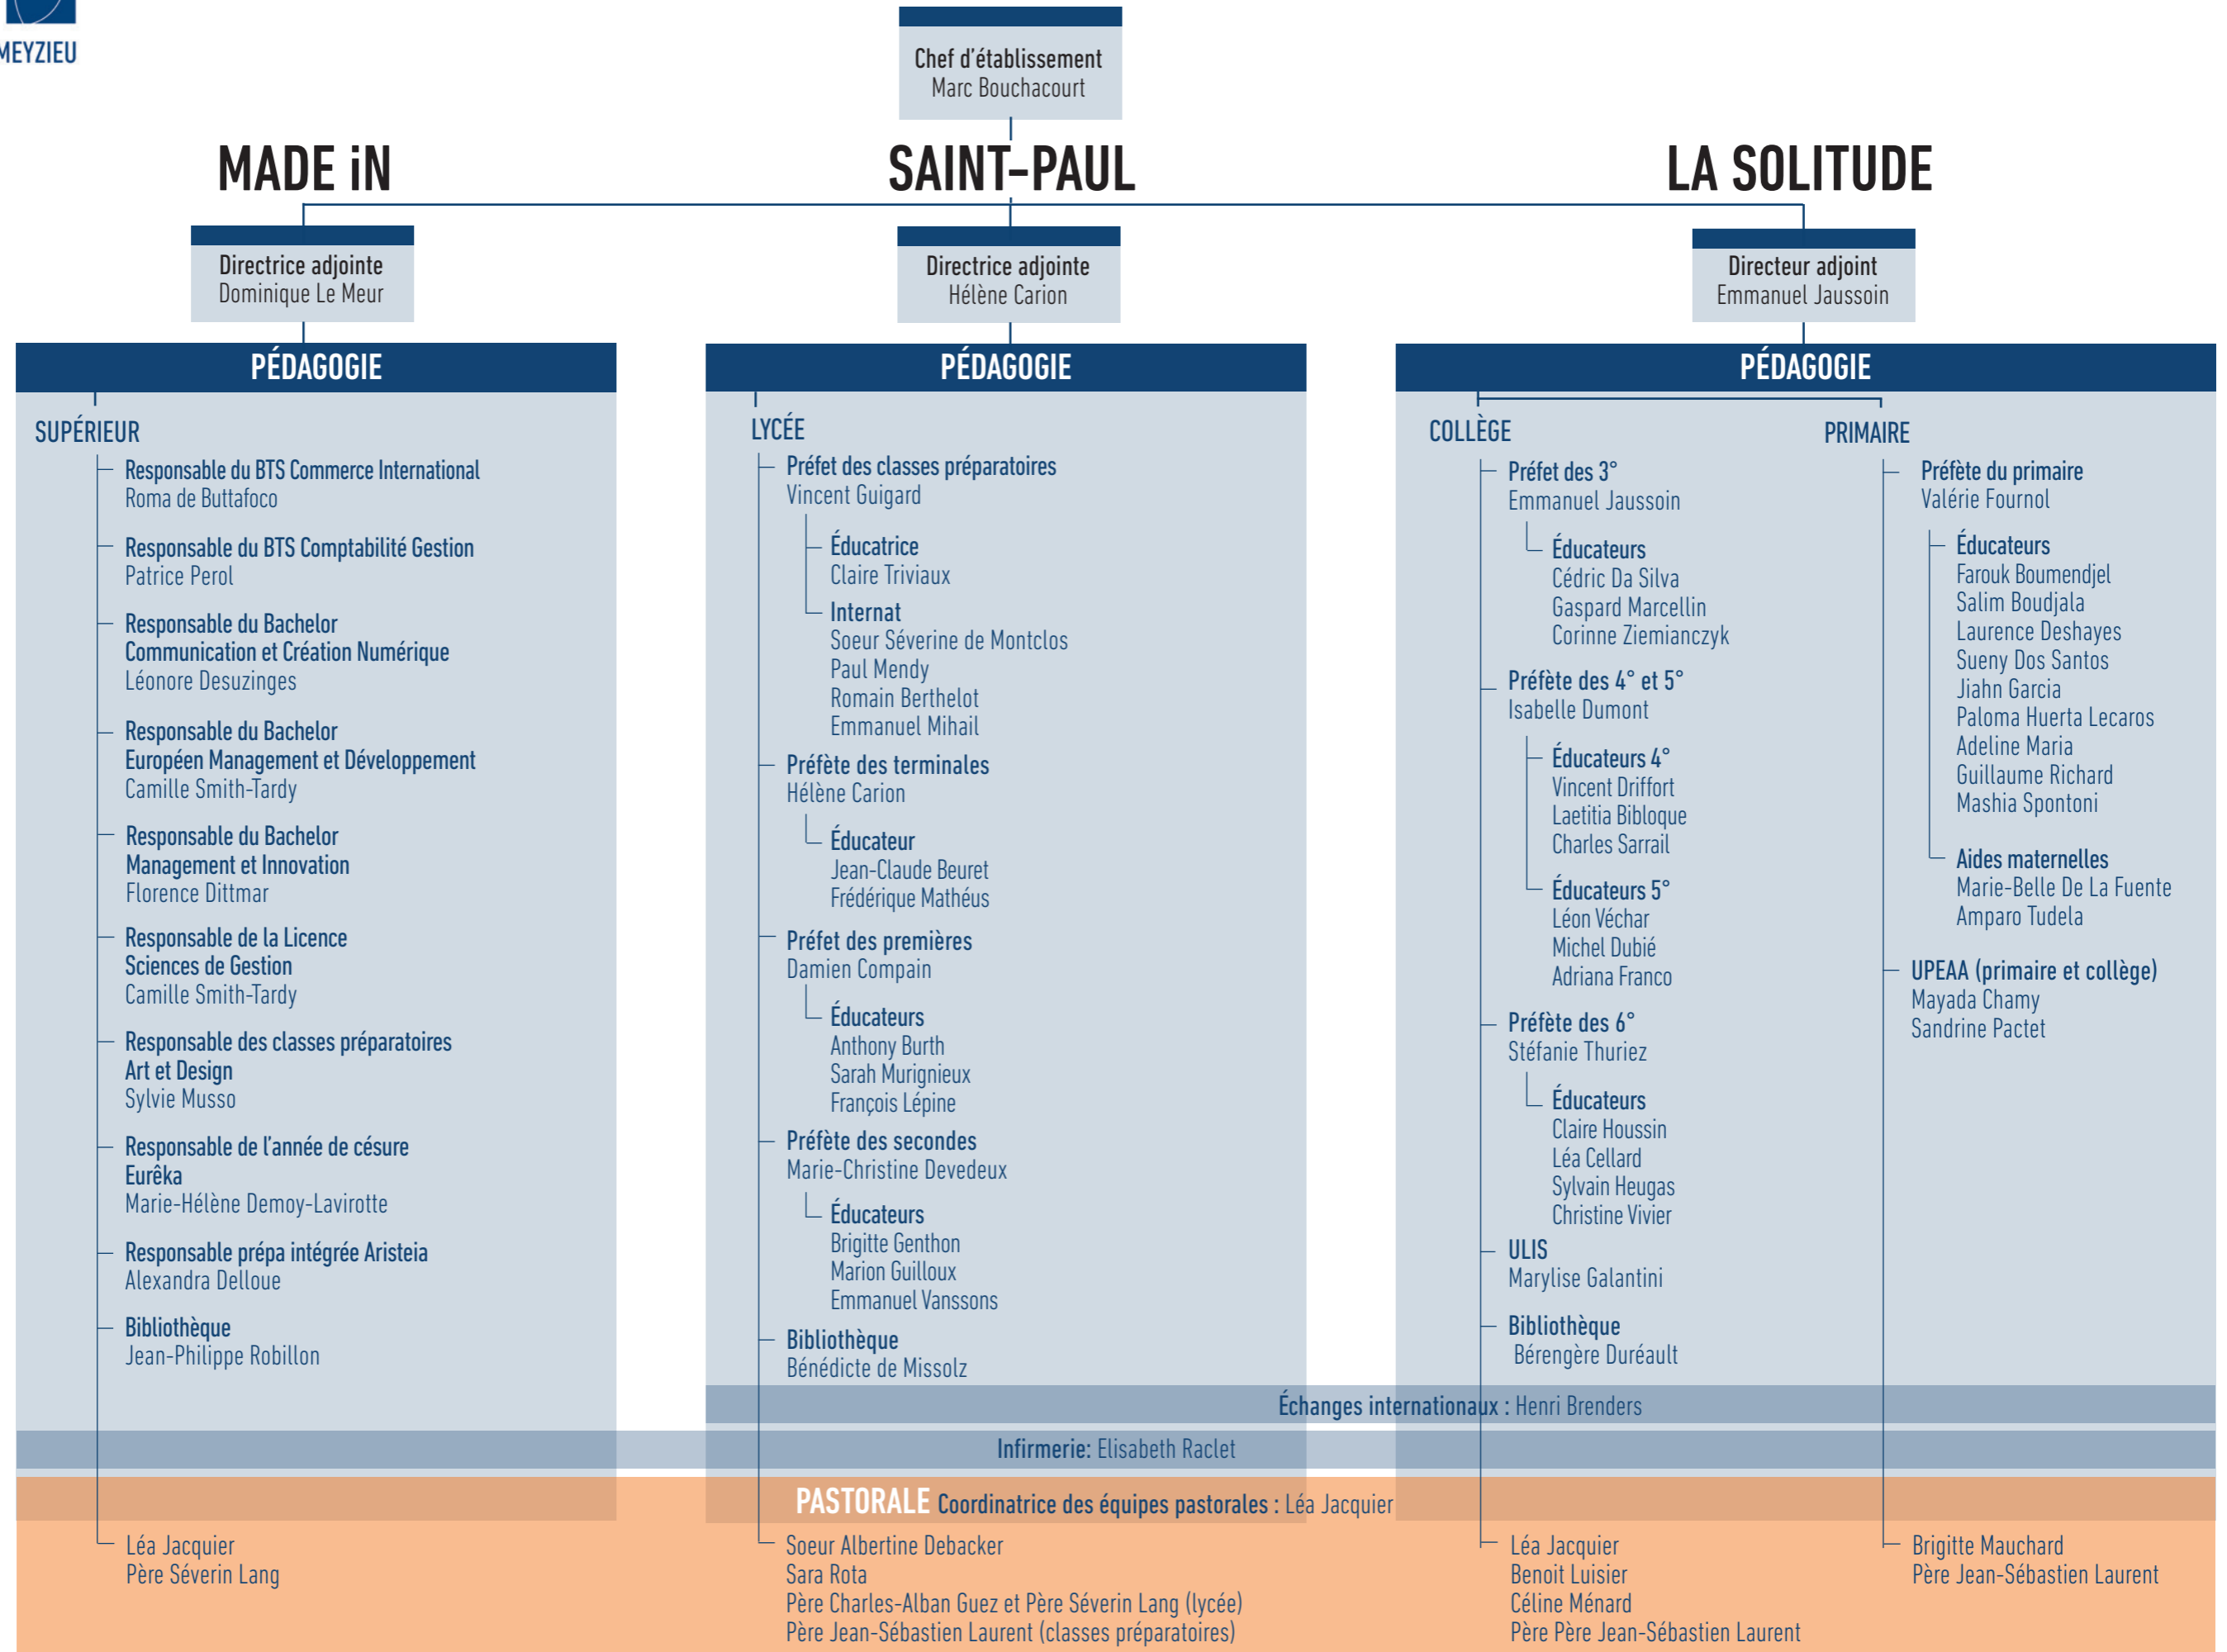 MEYZIEU
Chef d'établissement
Marc Bouchacourt
MADE iN
SAINT-PAUL
LA SOLITUDE
Directrice adjointe
Dominique Le Meur
Directrice adjointe
Hélène Carion
Directeur adjoint
Emmanuel Jaussoin
PÉDAGOGIE
SUPÉRIEUR
Responsable du BTS Commerce International
Roma de Buttafoco
Responsable du BTS Comptabilité Gestion
Patrice Perol
Responsable du Bachelor
Communication et Création Numérique
Léonore Desuzinges
Responsable du Bachelor
Européen Management et Développement
Camille Smith-Tardy
Responsable du Bachelor
Management et Innovation
Florence Dittmar
Responsable de la Licence
Sciences de Gestion
Camille Smith-Tardy
Responsable des classes préparatoires
Art et Design
Sylvie Musso
Responsable de l'année de césure
Eurêka
Marie-Hélène Demoy-Lavirotte
Responsable prépa intégrée Aristeia
Alexandra Delloue
Bibliothèque
Jean-Philippe Robillon
PÉDAGOGIE
LYCÉE
Préfet des classes préparatoires
Vincent Guigard
Éducatrice
Claire Triviaux
Internat
Soeur Séverine de Montclos
Paul Mendy
Romain Berthelot
Emmanuel Mihail
Préfète des terminales
Hélène Carion
Éducateur
Jean-Claude Beuret
Frédérique Mathéus
Préfet des premières
Damien Compain
Éducateurs
Anthony Burth
Sarah Murignieux
François Lépine
Préfète des secondes
Marie-Christine Devedeux
Éducateurs
Brigitte Genthon
Marion Guilloux
Emmanuel Vanssons
Bibliothèque
Bénédicte de Missolz
PÉDAGOGIE
COLLÈGE
Préfet des 3°
Emmanuel Jaussoin
Éducateurs
Cédric Da Silva
Gaspard Marcellin
Corinne Ziemianczyk
Préfète des 4° et 5°
Isabelle Dumont
Éducateurs 4°
Vincent Driffort
Laetitia Bibloque
Charles Sarrail
Éducateurs 5°
Léon Véchar
Michel Dubié
Adriana Franco
Préfète des 6°
Stéfanie Thuriez
Éducateurs
Claire Houssin
Léa Cellard
Sylvain Heugas
Christine Vivier
ULIS
Marylise Galantini
Bibliothèque
Bérengère Duréault
PRIMAIRE
Préfète du primaire
Valérie Fournol
Éducateurs
Farouk Boumendjel
Salim Boudjala
Laurence Deshayes
Sueny Dos Santos
Jiahn Garcia
Paloma Huerta Lecaros
Adeline Maria
Guillaume Richard
Mashia Spontoni
Aides maternelles
Marie-Belle De La Fuente
Amparo Tudela
UPEAA (primaire et collège)
Mayada Chamy
Sandrine Pactet
Échanges internationaux : Henri Brenders
Infirmerie: Elisabeth Raclet
PASTORALE Coordinatrice des équipes pastorales : Léa Jacquier
Léa Jacquier
Père Séverin Lang
Soeur Albertine Debacker
Sara Rota
Père Charles-Alban Guez et Père Séverin Lang (lycée)
Père Jean-Sébastien Laurent (classes préparatoires)
Léa Jacquier
Benoit Luisier
Céline Ménard
Père Père Jean-Sébastien Laurent
Brigitte Mauchard
Père Jean-Sébastien Laurent